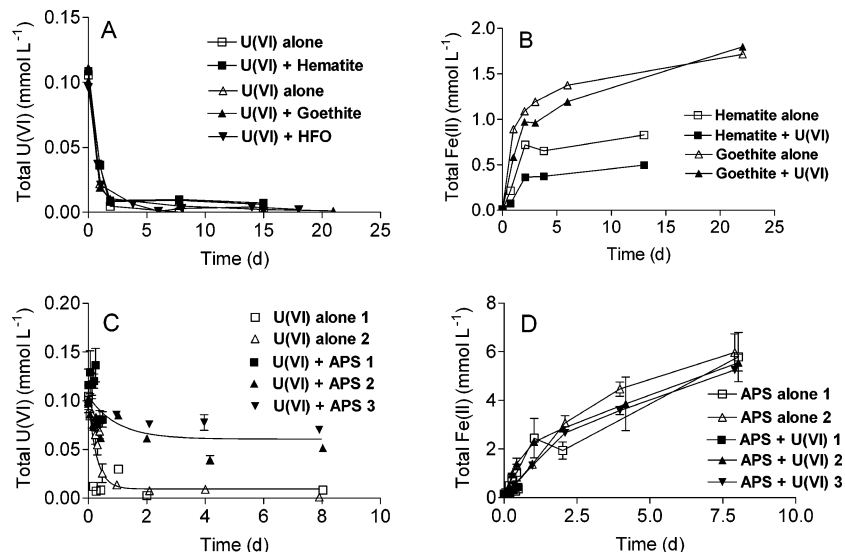 A
Total U(VI) (mmol L⁻¹)
0.15
0.10
0.05
0.00
0 5 10 15 20 25
Time (d)
U(VI) alone
U(VI) + Hematite
U(VI) alone
U(VI) + Goethite
U(VI) + HFO
B
Total Fe(II) (mmol L⁻¹)
2.0
1.5
1.0
0.5
0.0
0 5 10 15 20 25
Time (d)
Hematite alone
Hematite + U(VI)
Goethite alone
Goethite + U(VI)
C
Total U(VI) (mmol L⁻¹)
0.20
0.15
0.10
0.05
0.00
0 2 4 6 8 10
Time (d)
U(VI) alone 1
U(VI) alone 2
U(VI) + APS 1
U(VI) + APS 2
U(VI) + APS 3
D
Total Fe(II) (mmol L⁻¹)
8
6
4
2
0
0.0 2.5 5.0 7.5 10.0
Time (d)
APS alone 1
APS alone 2
APS + U(VI) 1
APS + U(VI) 2
APS + U(VI) 3